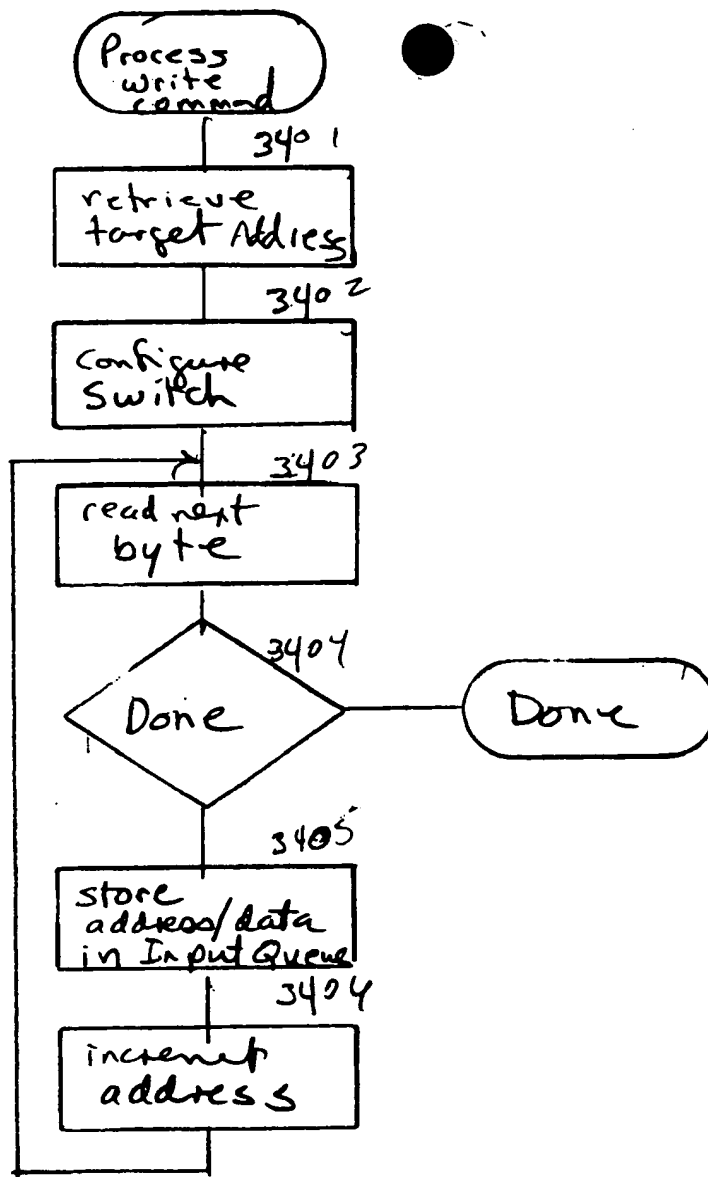 Process
write
command
3401
retrieve
target Address
3402
configure
Switch
3403
read next
byte
3404
Done
Done
3405
store
address/data
in Input Queue
3404
incremet
address